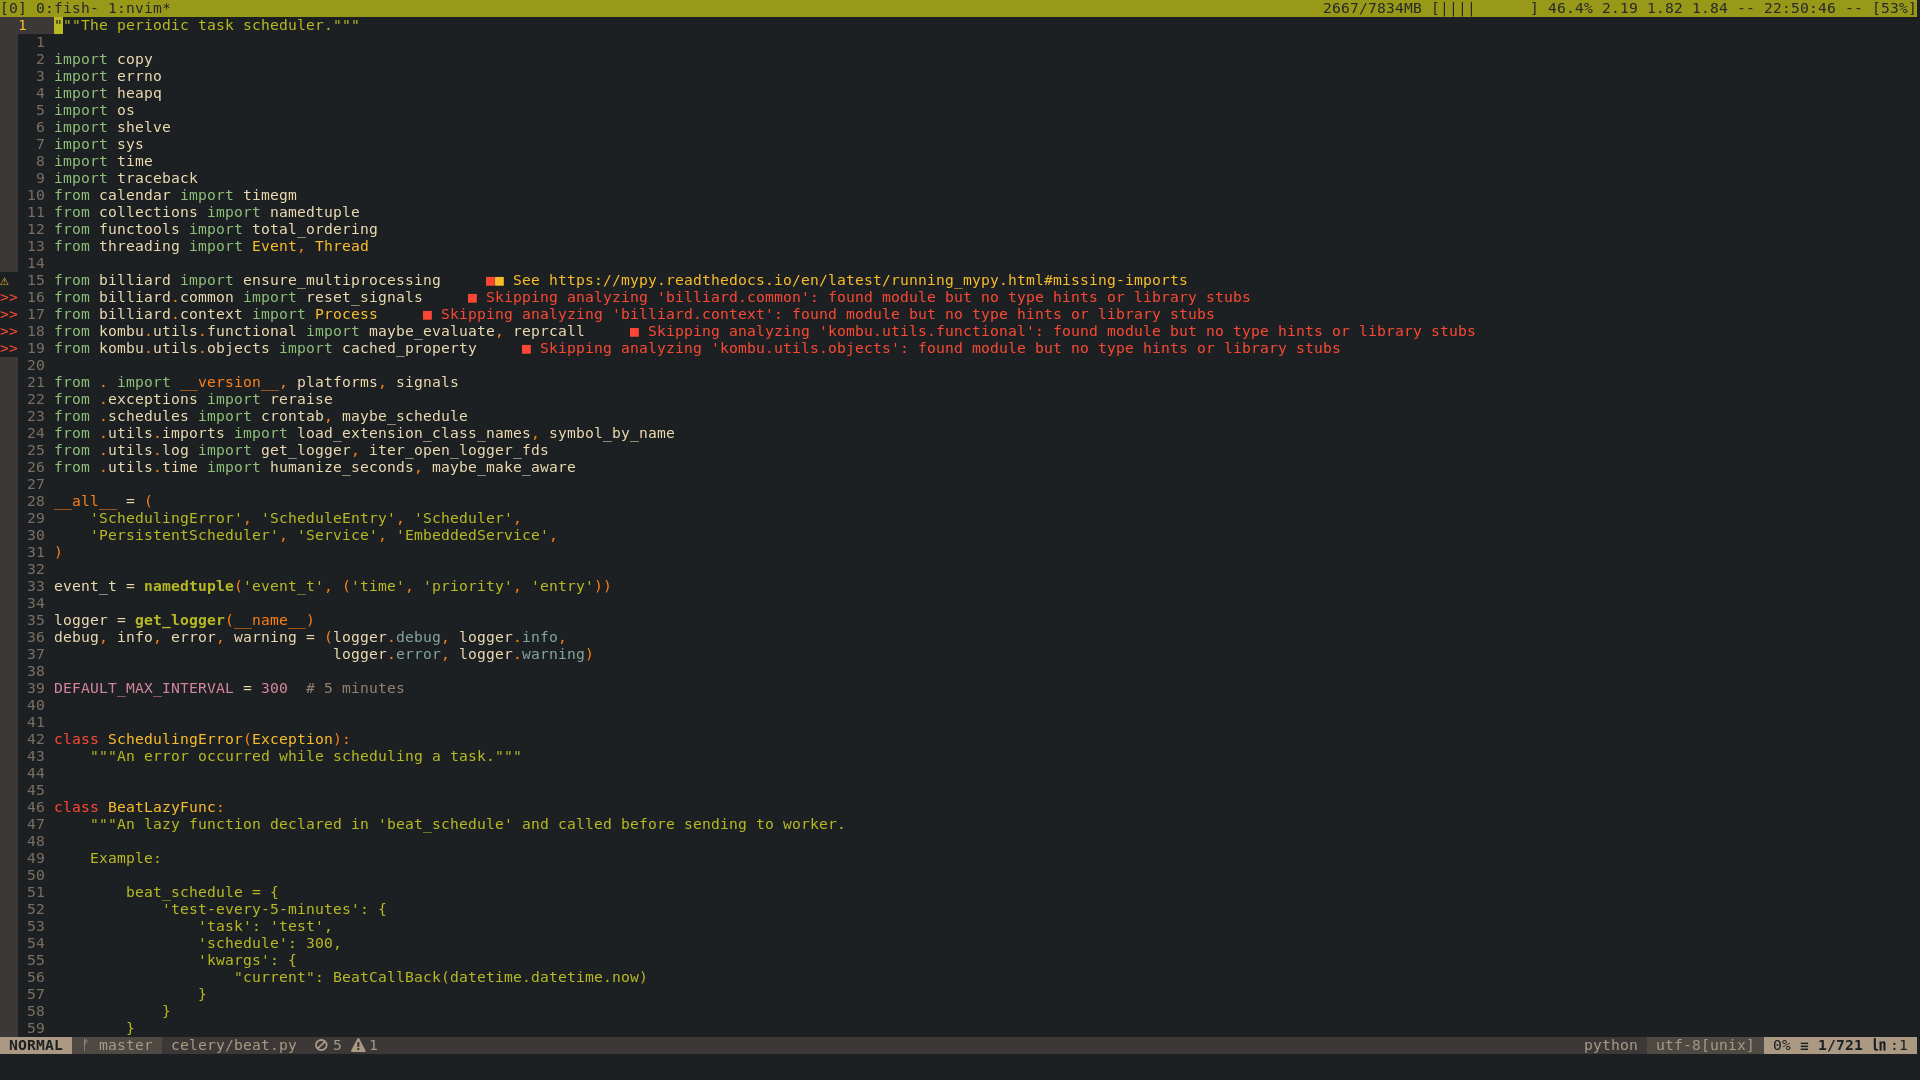 [0] 0:fish- 1:nvim* 2667/7834MB [|||| ] 46.4% 2.19 1.82 1.84 -- 22:50:46 -- [53%]
1 """The periodic task scheduler."""
1
2 import copy
3 import errno
4 import heapq
5 import os
6 import shelve
7 import sys
8 import time
9 import traceback
10 from calendar import timegm
11 from collections import namedtuple
12 from functools import total_ordering
13 from threading import Event, Thread
14
⚠ 15 from billiard import ensure_multiprocessing ■■ See https://mypy.readthedocs.io/en/latest/running_mypy.html#missing-imports
>> 16 from billiard.common import reset_signals ■ Skipping analyzing 'billiard.common': found module but no type hints or library stubs
>> 17 from billiard.context import Process ■ Skipping analyzing 'billiard.context': found module but no type hints or library stubs
>> 18 from kombu.utils.functional import maybe_evaluate, reprcall ■ Skipping analyzing 'kombu.utils.functional': found module but no type hints or library stubs
>> 19 from kombu.utils.objects import cached_property ■ Skipping analyzing 'kombu.utils.objects': found module but no type hints or library stubs
20
21 from . import __version__, platforms, signals
22 from .exceptions import reraise
23 from .schedules import crontab, maybe_schedule
24 from .utils.imports import load_extension_class_names, symbol_by_name
25 from .utils.log import get_logger, iter_open_logger_fds
26 from .utils.time import humanize_seconds, maybe_make_aware
27
28 __all__ = (
29     'SchedulingError', 'ScheduleEntry', 'Scheduler',
30     'PersistentScheduler', 'Service', 'EmbeddedService',
31 )
32
33 event_t = namedtuple('event_t', ('time', 'priority', 'entry'))
34
35 logger = get_logger(__name__)
36 debug, info, error, warning = (logger.debug, logger.info,
37                                logger.error, logger.warning)
38
39 DEFAULT_MAX_INTERVAL = 300  # 5 minutes
40
41
42 class SchedulingError(Exception):
43     """An error occurred while scheduling a task."""
44
45
46 class BeatLazyFunc:
47     """An lazy function declared in 'beat_schedule' and called before sending to worker.
48
49     Example:
50
51         beat_schedule = {
52             'test-every-5-minutes': {
53                 'task': 'test',
54                 'schedule': 300,
55                 'kwargs': {
56                     "current": BeatCallBack(datetime.datetime.now)
57                 }
58             }
59         }
NORMAL master celery/beat.py 5 1 python utf-8[unix] 0% ≡ 1/721 ln :1